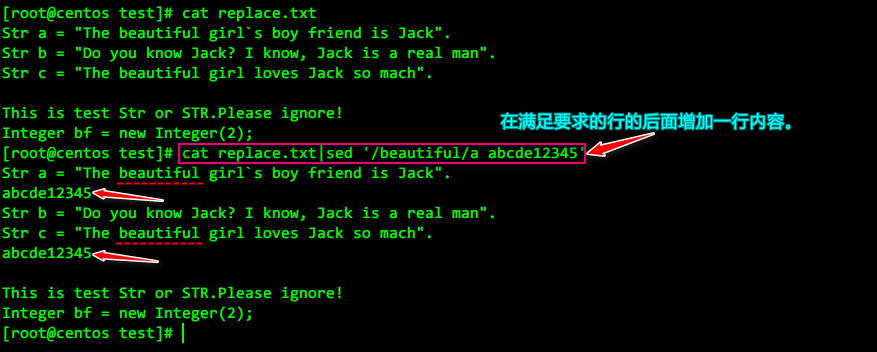 [root@centos test]# cat replace.txt
Str a = "The beautiful girl`s boy friend is Jack".
Str b = "Do you know Jack? I know, Jack is a real man".
Str c = "The beautiful girl loves Jack so mach".
This is test Str or STR.Please ignore!
在满足要求的行的后面增加一行内容。
Integer bf = new Integer(2);
[root@centos test]# cat replace.txt|sed '/beautiful/a abcde12345'
Str a = "The beautiful girl`s boy friend is Jack".
abcde12345
Str b = "Do you know Jack? I know, Jack is a real man".
Str c = "The beautiful girl loves Jack so mach".
abcde12345
This is test Str or STR.Please ignore!
Integer bf = new Integer(2);
[root@centos test]#